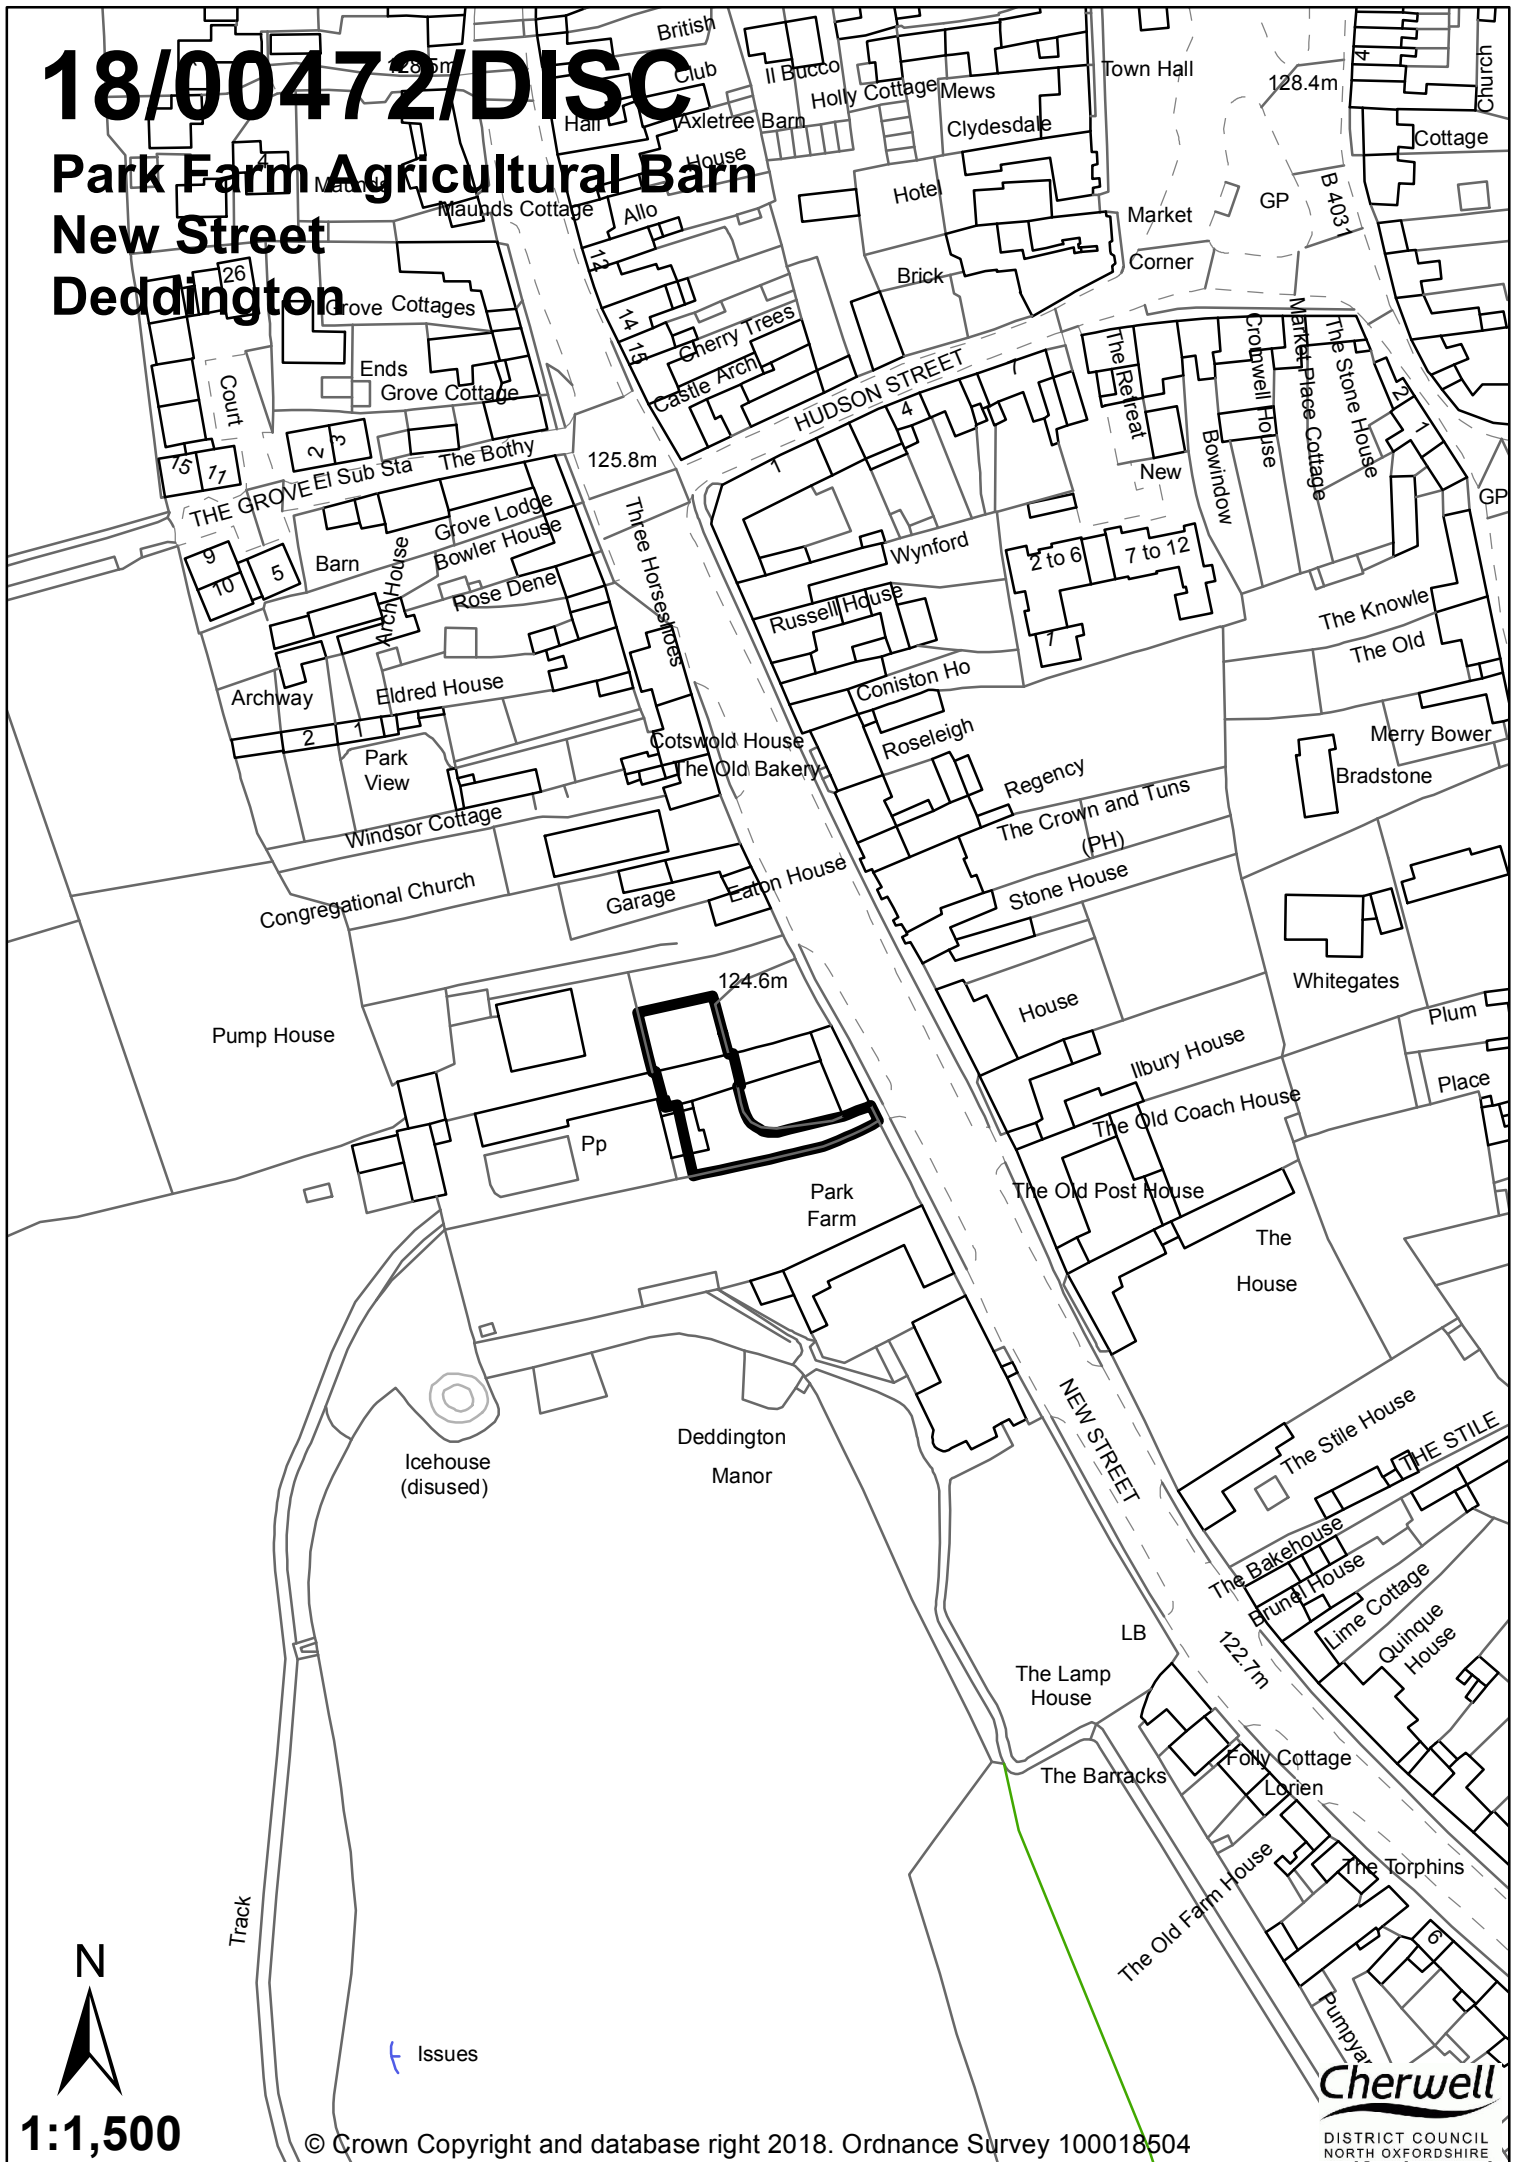 18/00472/DISC
Park Farm Agricultural Barn
New Street
Deddington
128.5m
British
Club
Il Bucco
Holly Cottage
Mews
Town Hall
128.4m
4
Church
Hall
Axletree Barn
House
Clydesdale
Cottage
4
Maunds
Maunds Cottage
Allo
Hotel
Market
Corner
GP
B 4031
12
26
Brick
Grove Cottages
14
15
Cherry Trees
Castle Arch
Ends
Grove Cottage
Court
HUDSON STREET
7
4
1
The Retreat
Cromwell House
Market Place Cottage
The Stone House
2
1
Bowindow
New
GP
2
3
15
11
THE GROVE
El Sub Sta
The Bothy
125.8m
Grove Lodge
Bowler House
Three Horseshoes
Wynford
2 to 6
7 to 12
9
10
5
Barn
Arch House
Rose Dene
Russell House
1
The Knowle
The Old
Archway
Eldred House
Coniston Ho
2
1
Park
View
Cotswold House
The Old Bakery
Roseleigh
Regency
Merry Bower
Bradstone
Windsor Cottage
The Crown and Tuns
(PH)
Congregational Church
Garage
Eaton House
Stone House
Whitegates
124.6m
House
Plum
Pump House
Ilbury House
Place
Pp
The Old Coach House
Park
Farm
The Old Post House
The
House
NEW STREET
Icehouse
(disused)
Deddington
Manor
The Stile House
THE STILE
The Bakehouse
Brunel House
Lime Cottage
Quinque
House
LB
122.7m
The Lamp
House
The Barracks
Folly Cottage
Lorien
The Torphins
The Old Farm House
6
Track
Pumpya
N
Issues
1:1,500
© Crown Copyright and database right 2018. Ordnance Survey 100018504
Cherwell
DISTRICT COUNCIL
NORTH OXFORDSHIRE